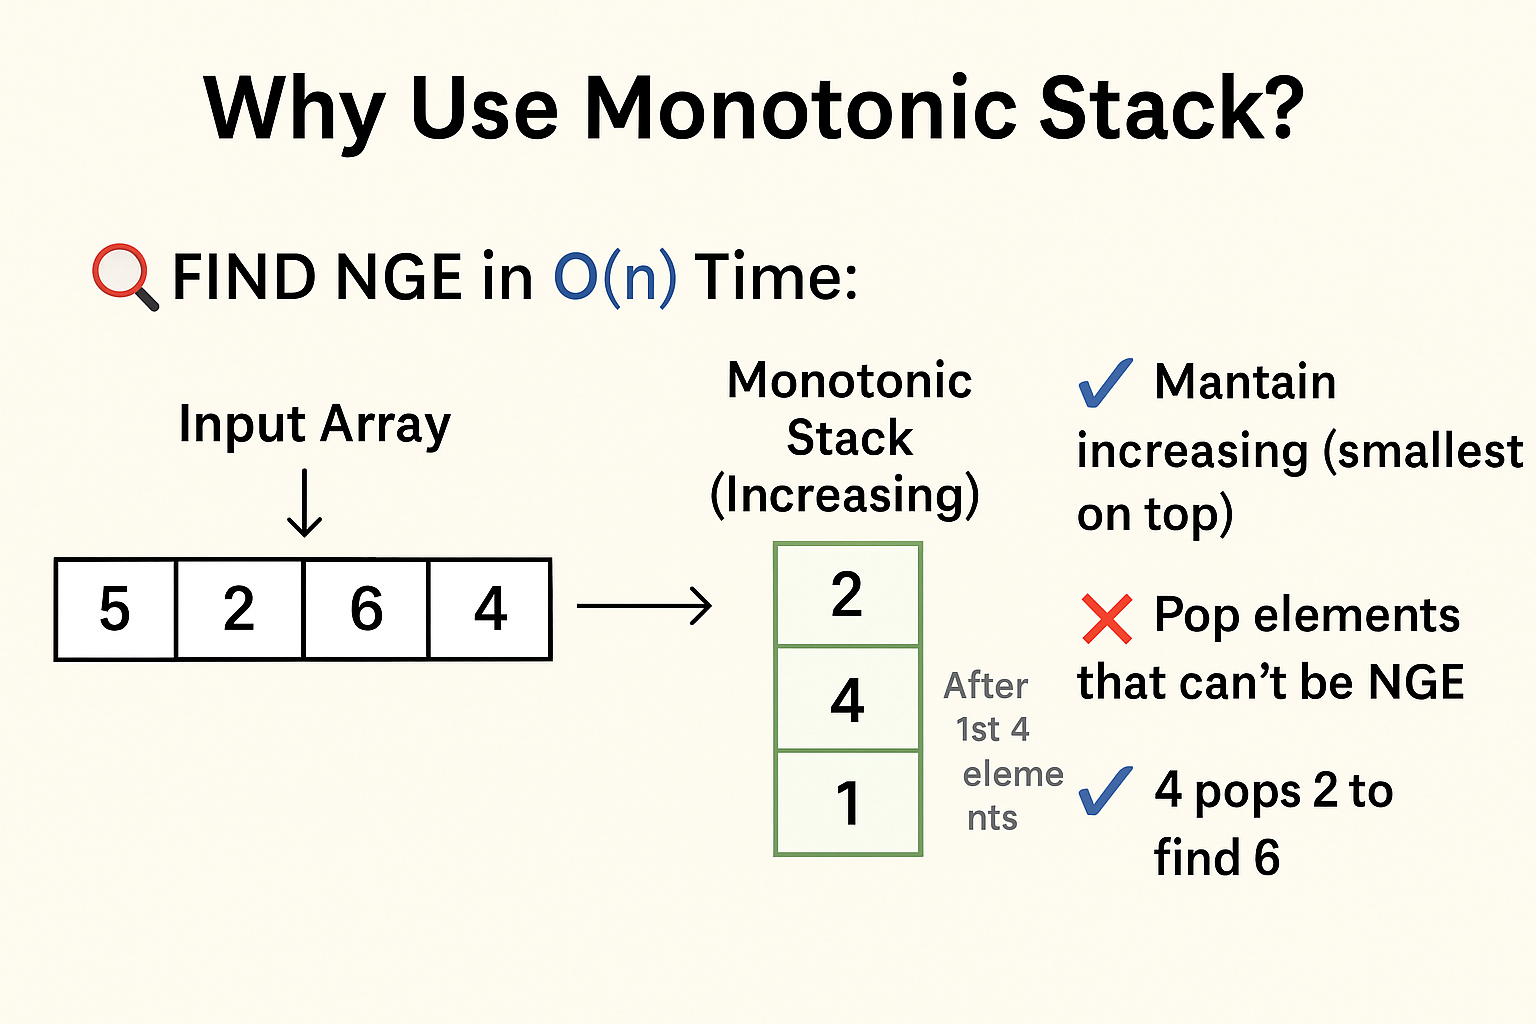 Why Use Monotonic Stack?
FIND NGE in O(n) Time:
Input Array
5 2 6 4
Monotonic
Stack
(Increasing)
2
4
1
After
1st 4
eleme
nts
✓ Mantain
increasing (smallest
on top)
❌ Pop elements
that can’t be NGE
✓ 4 pops 2 to
find 6